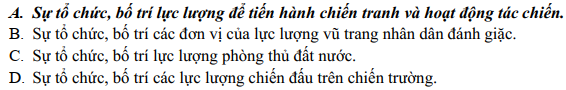 A. Sự tổ chức, bố trí lực lượng để tiến hành chiến tranh và hoạt động tác chiến.
B. Sự tổ chức, bố trí các đơn vị của lực lượng vũ trang nhân dân đánh giặc.
C. Sự tổ chức, bố trí lực lượng phòng thủ đất nước.
D. Sự tổ chức, bố trí các lực lượng chiến đấu trên chiến trường.